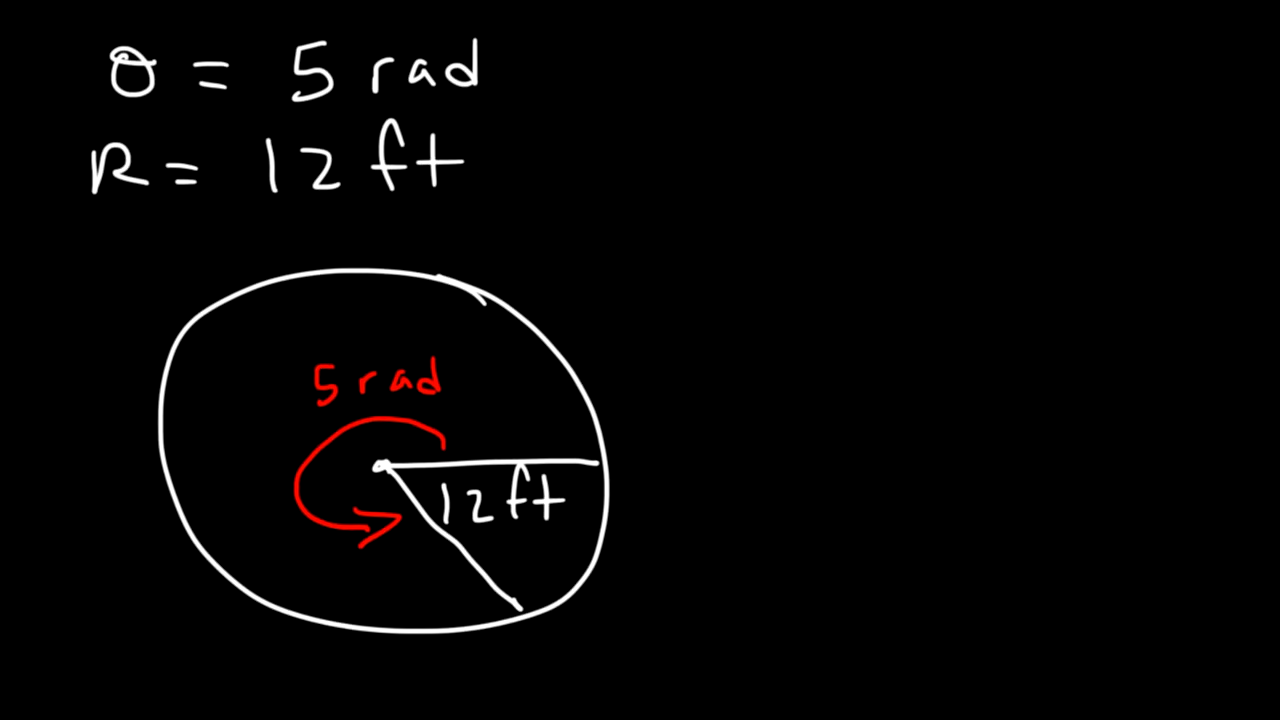 θ = 5 rad
R = 12 ft
5 rad
12 ft